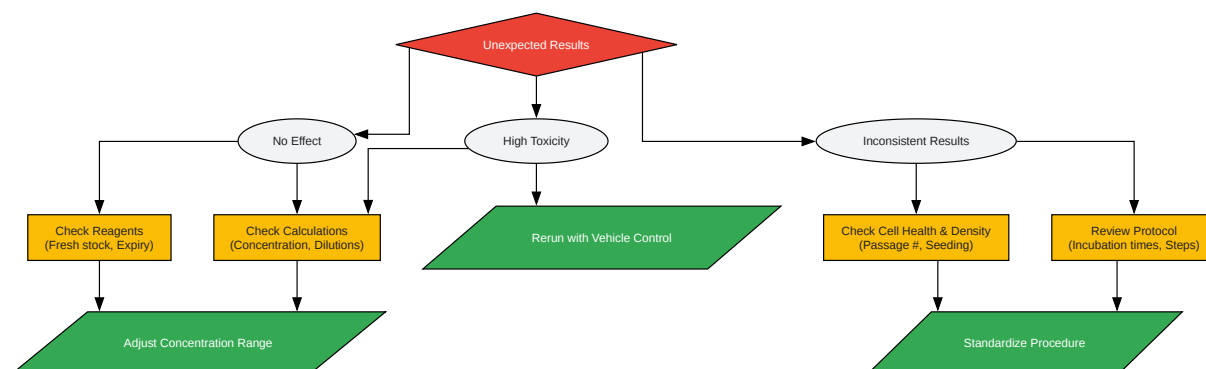 Unexpected Results
No Effect
High Toxicity
Inconsistent Results
Check Reagents
(Fresh stock, Expiry)
Check Calculations
(Concentration, Dilutions)
Rerun with Vehicle Control
Check Cell Health & Density
(Passage #, Seeding)
Review Protocol
(Incubation times, Steps)
Adjust Concentration Range
Standardize Procedure